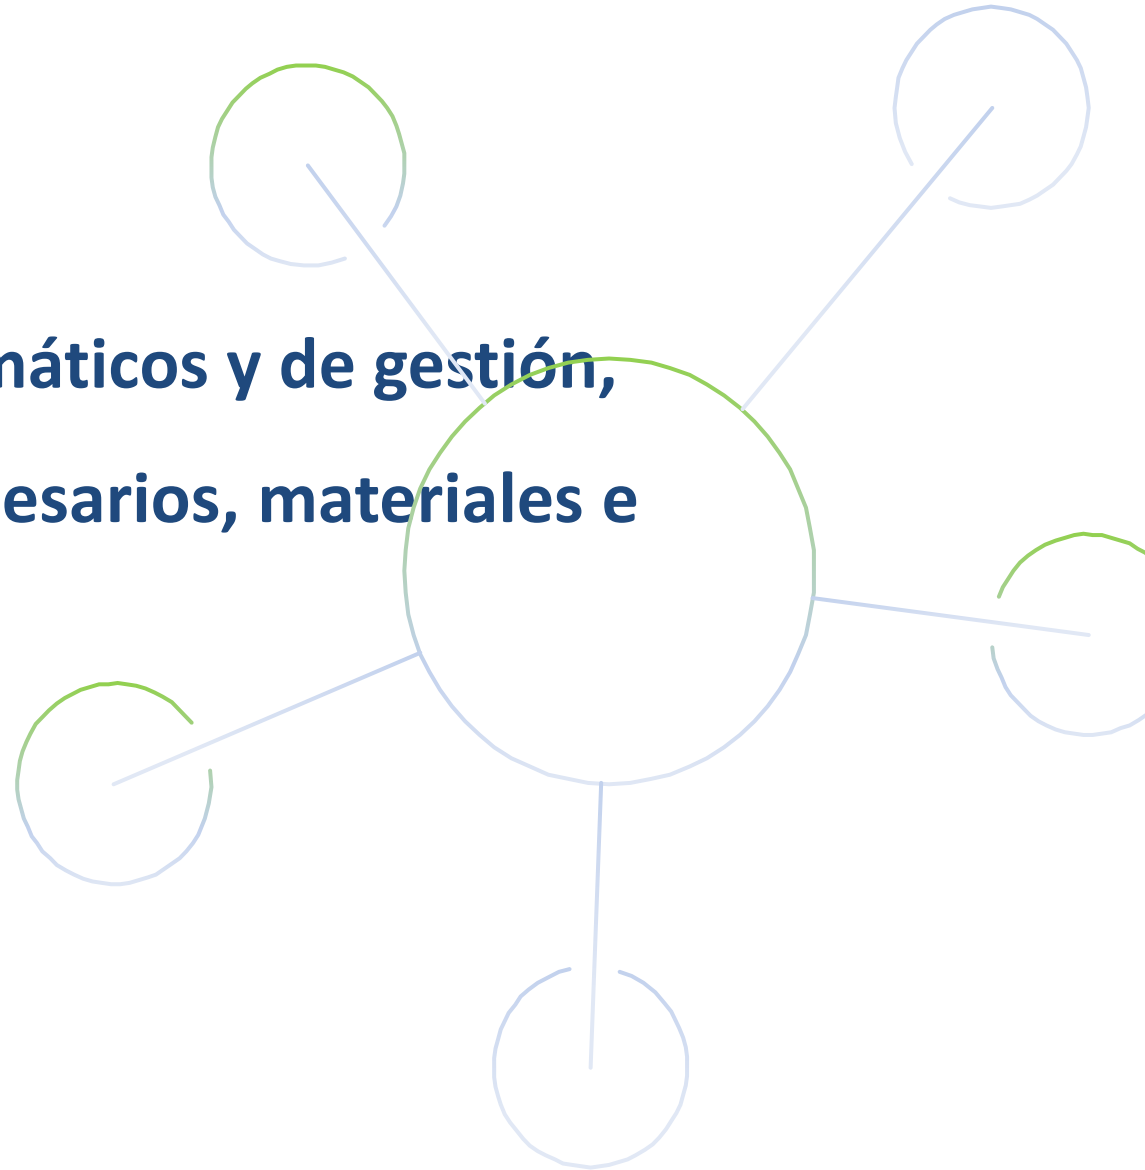 máticos y de gestión,
esarios, materiales e